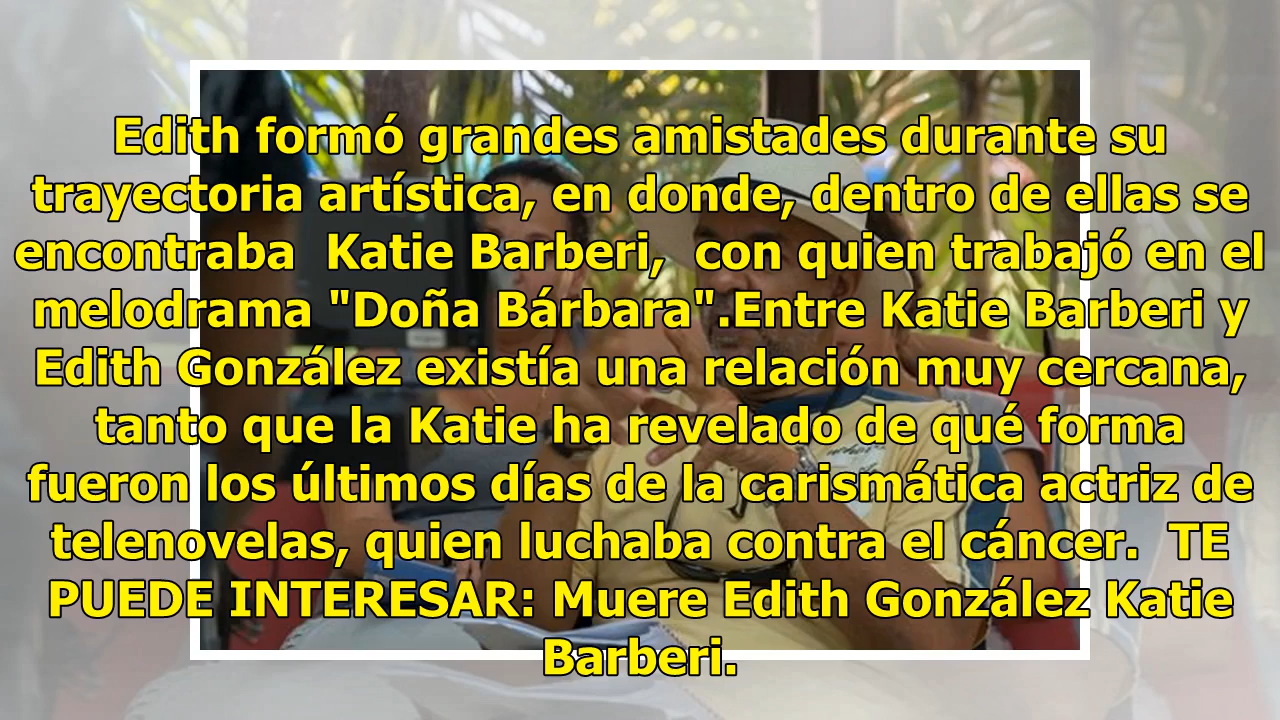 Edith formó grandes amistades durante su
trayectoria artística, en donde, dentro de ellas se
encontraba  Katie Barberi,  con quien trabajó en el
melodrama "Doña Bárbara".Entre Katie Barberi y
Edith González existía una relación muy cercana,
tanto que la Katie ha revelado de qué forma
fueron los últimos días de la carismática actriz de
telenovelas, quien luchaba contra el cáncer.  TE
PUEDE INTERESAR: Muere Edith González Katie
Barberi.